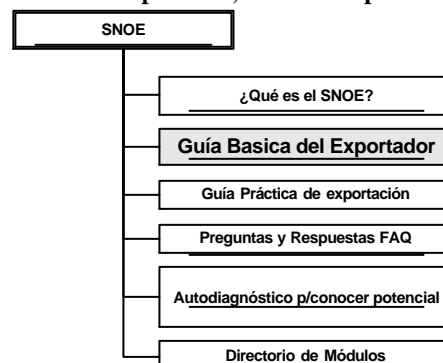 SNOE
¿Qué es el SNOE?
Guía Basica del Exportador
Guía Práctica de exportación
Preguntas y Respuestas FAQ
Autodiagnóstico p/conocer potencial
Directorio de Módulos